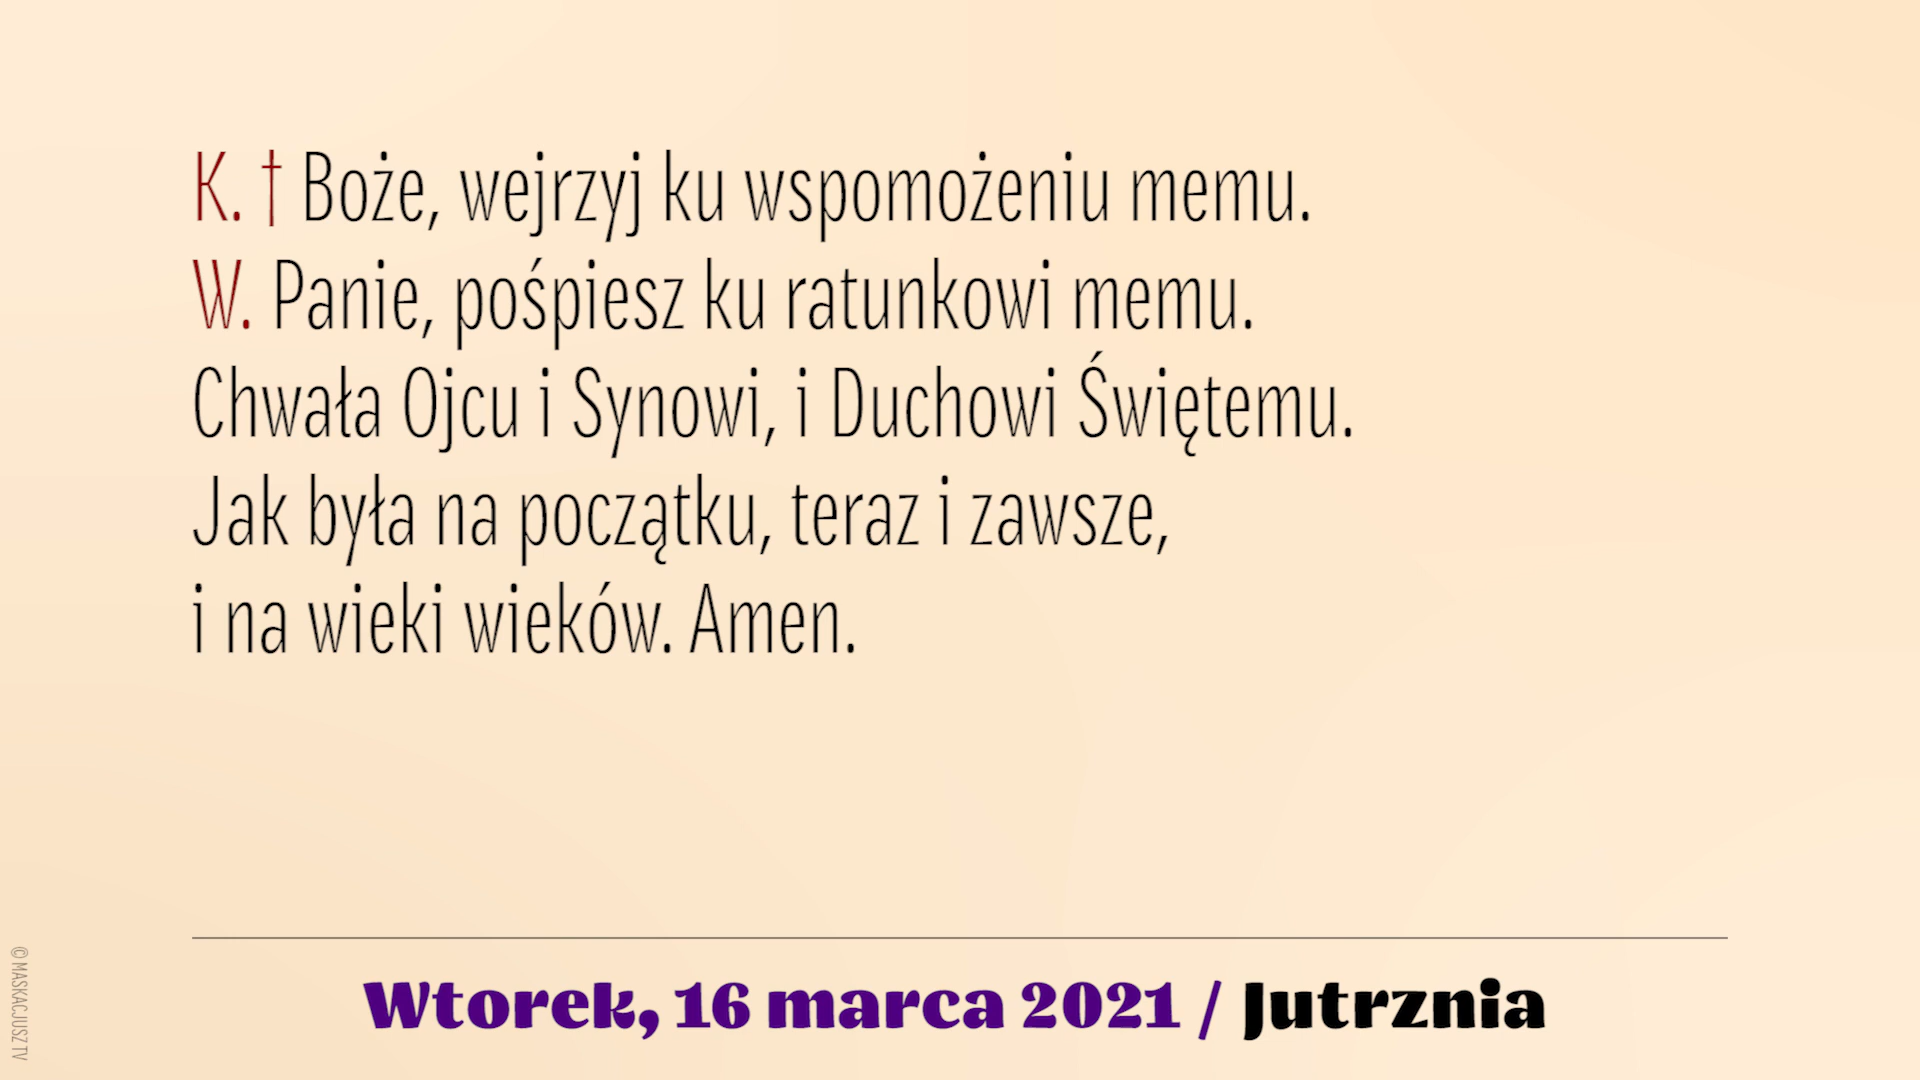 K. † Boże, wejrzyj ku wspomożeniu memu.
W. Panie, pośpiesz ku ratunkowi memu.
Chwała Ojcu i Synowi, i Duchowi Świętemu.
Jak była na początku, teraz i zawsze,
i na wieki wieków. Amen.
Wtorek, 16 marca 2021 / Jutrznia
© MASKACJUSZ TV